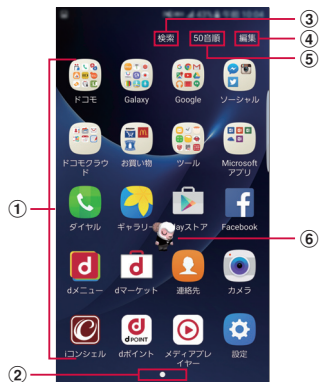 ③
検索 50音順 編集 ④
⑤
①
ドコモ Galaxy Google ソーシャル
ドコモクラウド お買い物 ツール Microsoft アプリ
ダイヤル ギャラリー ayストア Facebook
⑥
dメニュー dマーケット 連絡先 カメラ
iコンシェル dポイント メディアプレイヤー 設定
d POINT
②